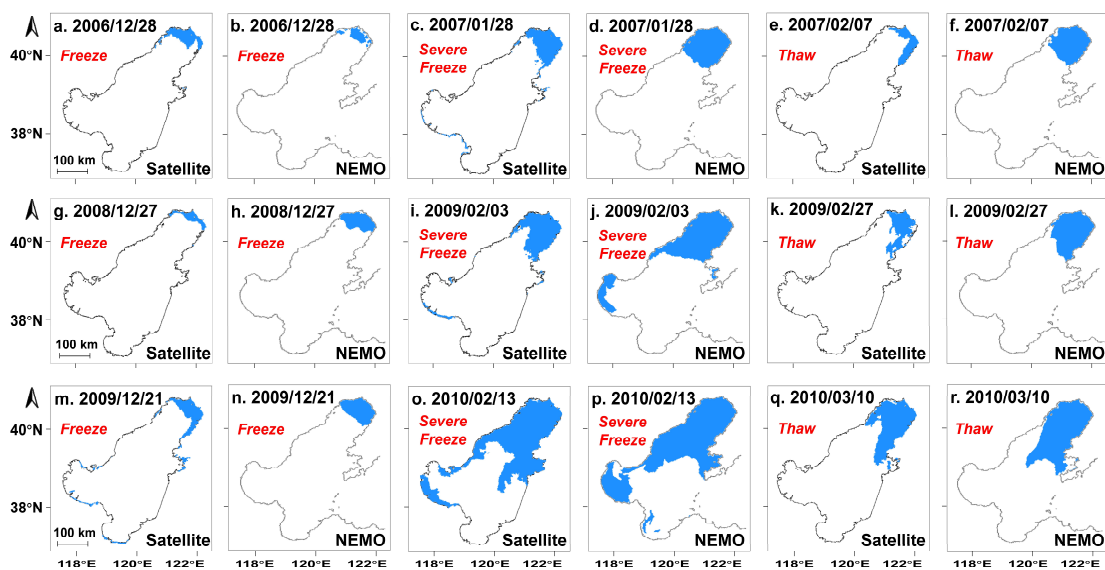 a. 2006/12/28
Freeze
100 km
Satellite
b. 2006/12/28
Freeze
NEMO
c. 2007/01/28
Severe
Freeze
Satellite
d. 2007/01/28
Severe
Freeze
NEMO
e. 2007/02/07
Thaw
Satellite
f. 2007/02/07
Thaw
NEMO
40°N
38°N
g. 2008/12/27
Freeze
100 km
Satellite
h. 2008/12/27
Freeze
NEMO
i. 2009/02/03
Severe
Freeze
Satellite
j. 2009/02/03
Severe
Freeze
NEMO
k. 2009/02/27
Thaw
Satellite
l. 2009/02/27
Thaw
NEMO
40°N
38°N
m. 2009/12/21
Freeze
100 km
Satellite
n. 2009/12/21
Freeze
NEMO
o. 2010/02/13
Severe
Freeze
Satellite
p. 2010/02/13
Severe
Freeze
NEMO
q. 2010/03/10
Thaw
Satellite
r. 2010/03/10
Thaw
NEMO
40°N
38°N
118°E 120°E 122°E 118°E 120°E 122°E 118°E 120°E 122°E 118°E 120°E 122°E 118°E 120°E 122°E 118°E 120°E 122°E